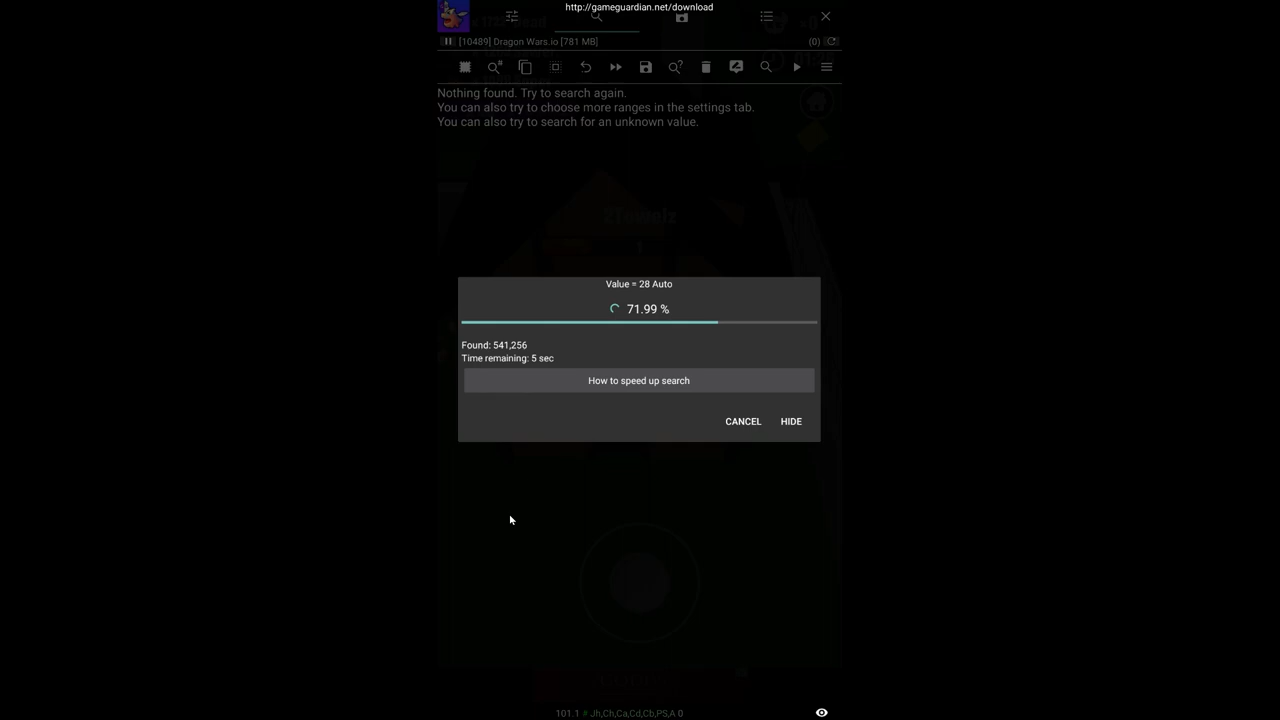 http://gameguardian.net/download
[10489] Dragon Wars.io [781 MB]
(0)
Nothing found. Try to search again.
You can also try to choose more ranges in the settings tab.
You can also try to search for an unknown value.
Value = 28 Auto
71.99 %
Found: 541,256
Time remaining: 5 sec
How to speed up search
CANCEL
HIDE
101.1 # Jh,Ch,Ca,Cd,Cb,PS,A 0